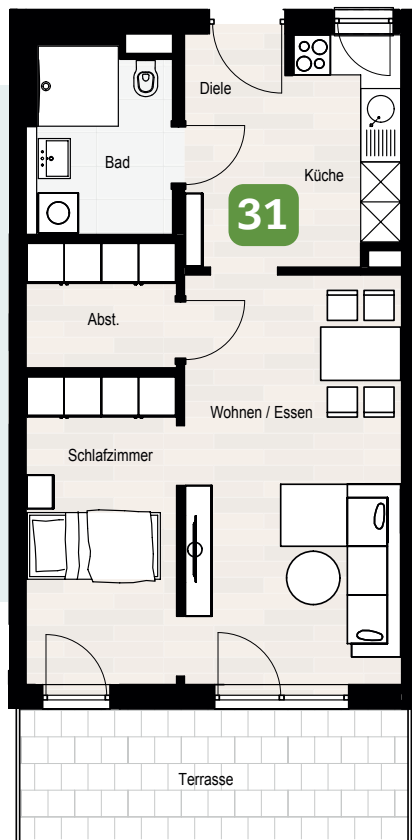 Diele
Bad
Küche
31
Abst.
Wohnen / Essen
Schlafzimmer
Terrasse